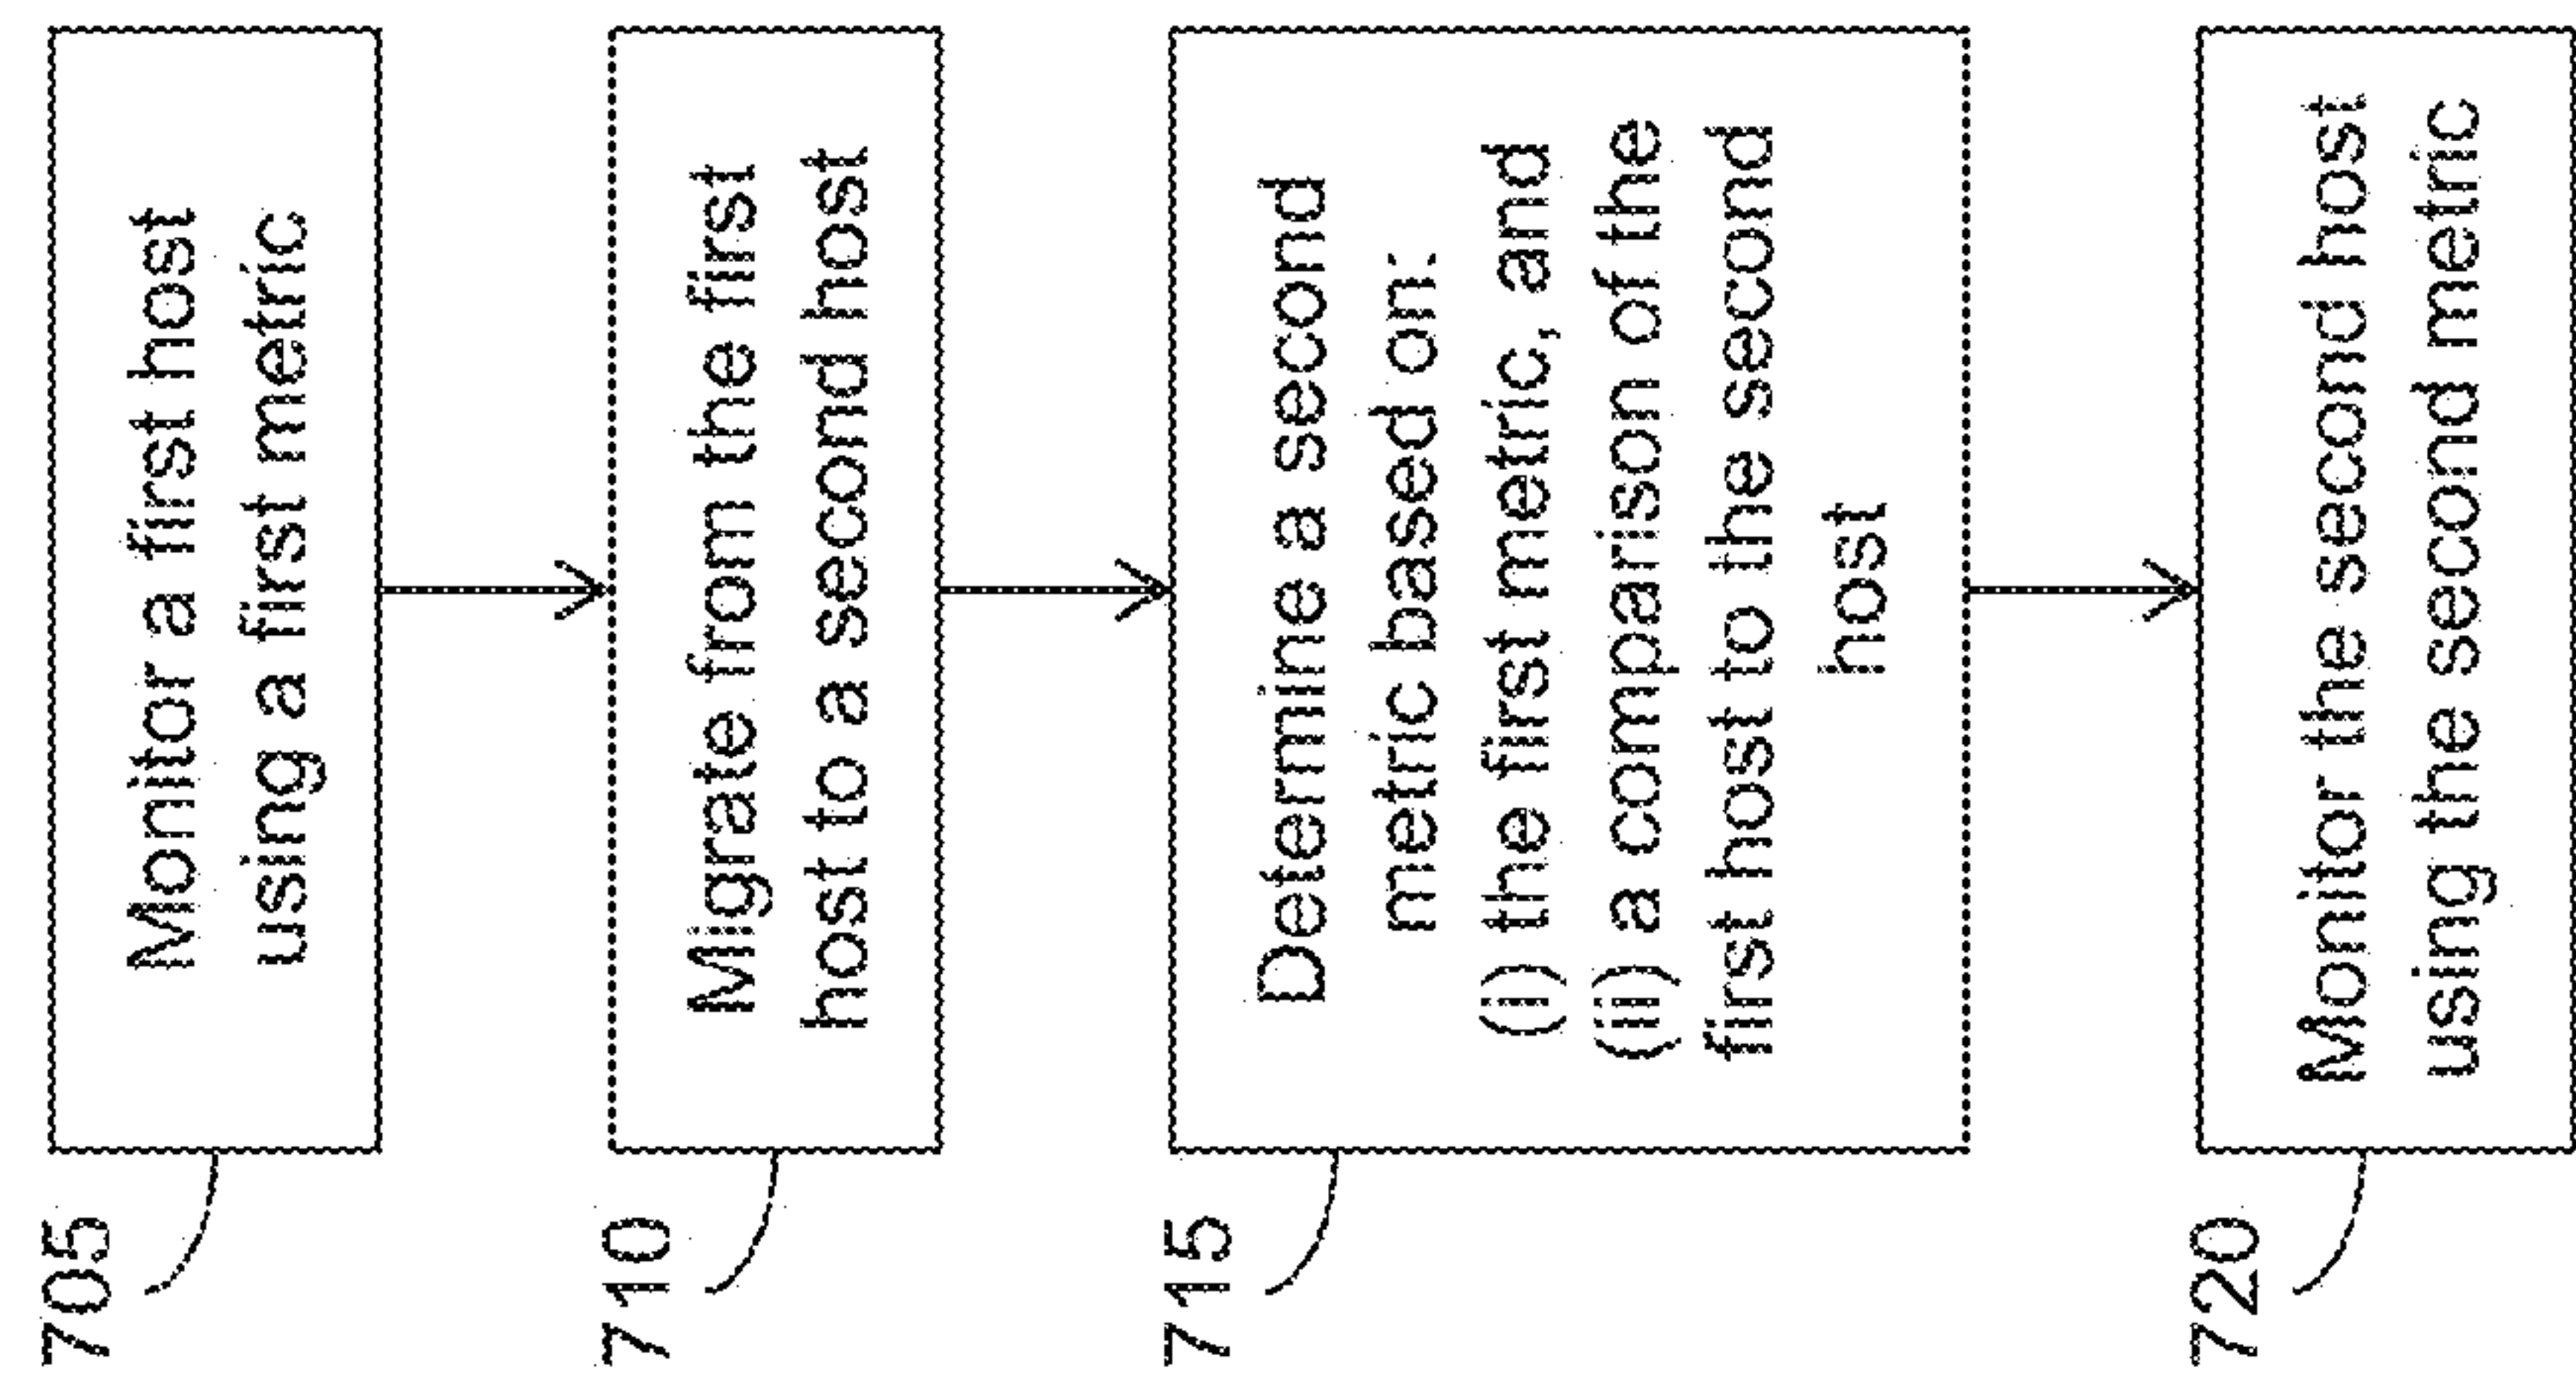 705
Monitor a first host
using a first metric
710
Migrate from the first
host to a second host
715
Determine a second
metric based on:
(i) the first metric, and
(ii) a comparison of the
first host to the second
host
720
Monitor the second host
using the second metric